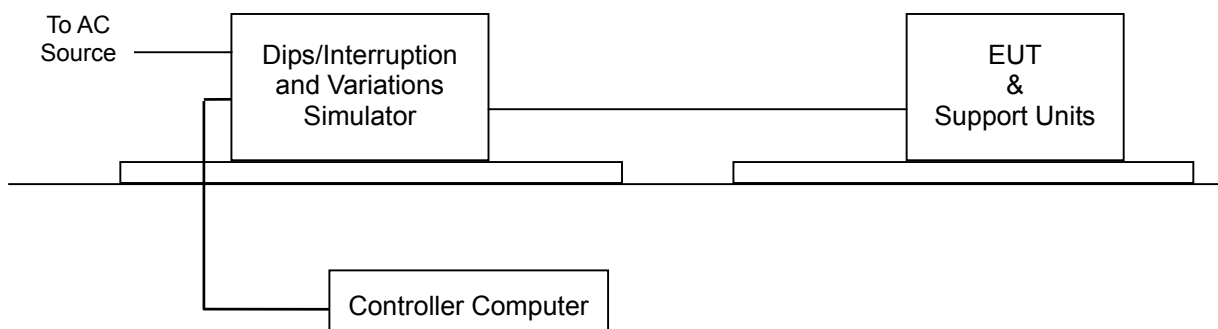 To AC
Source
Dips/Interruption
and Variations
Simulator
EUT
&
Support Units
Controller Computer